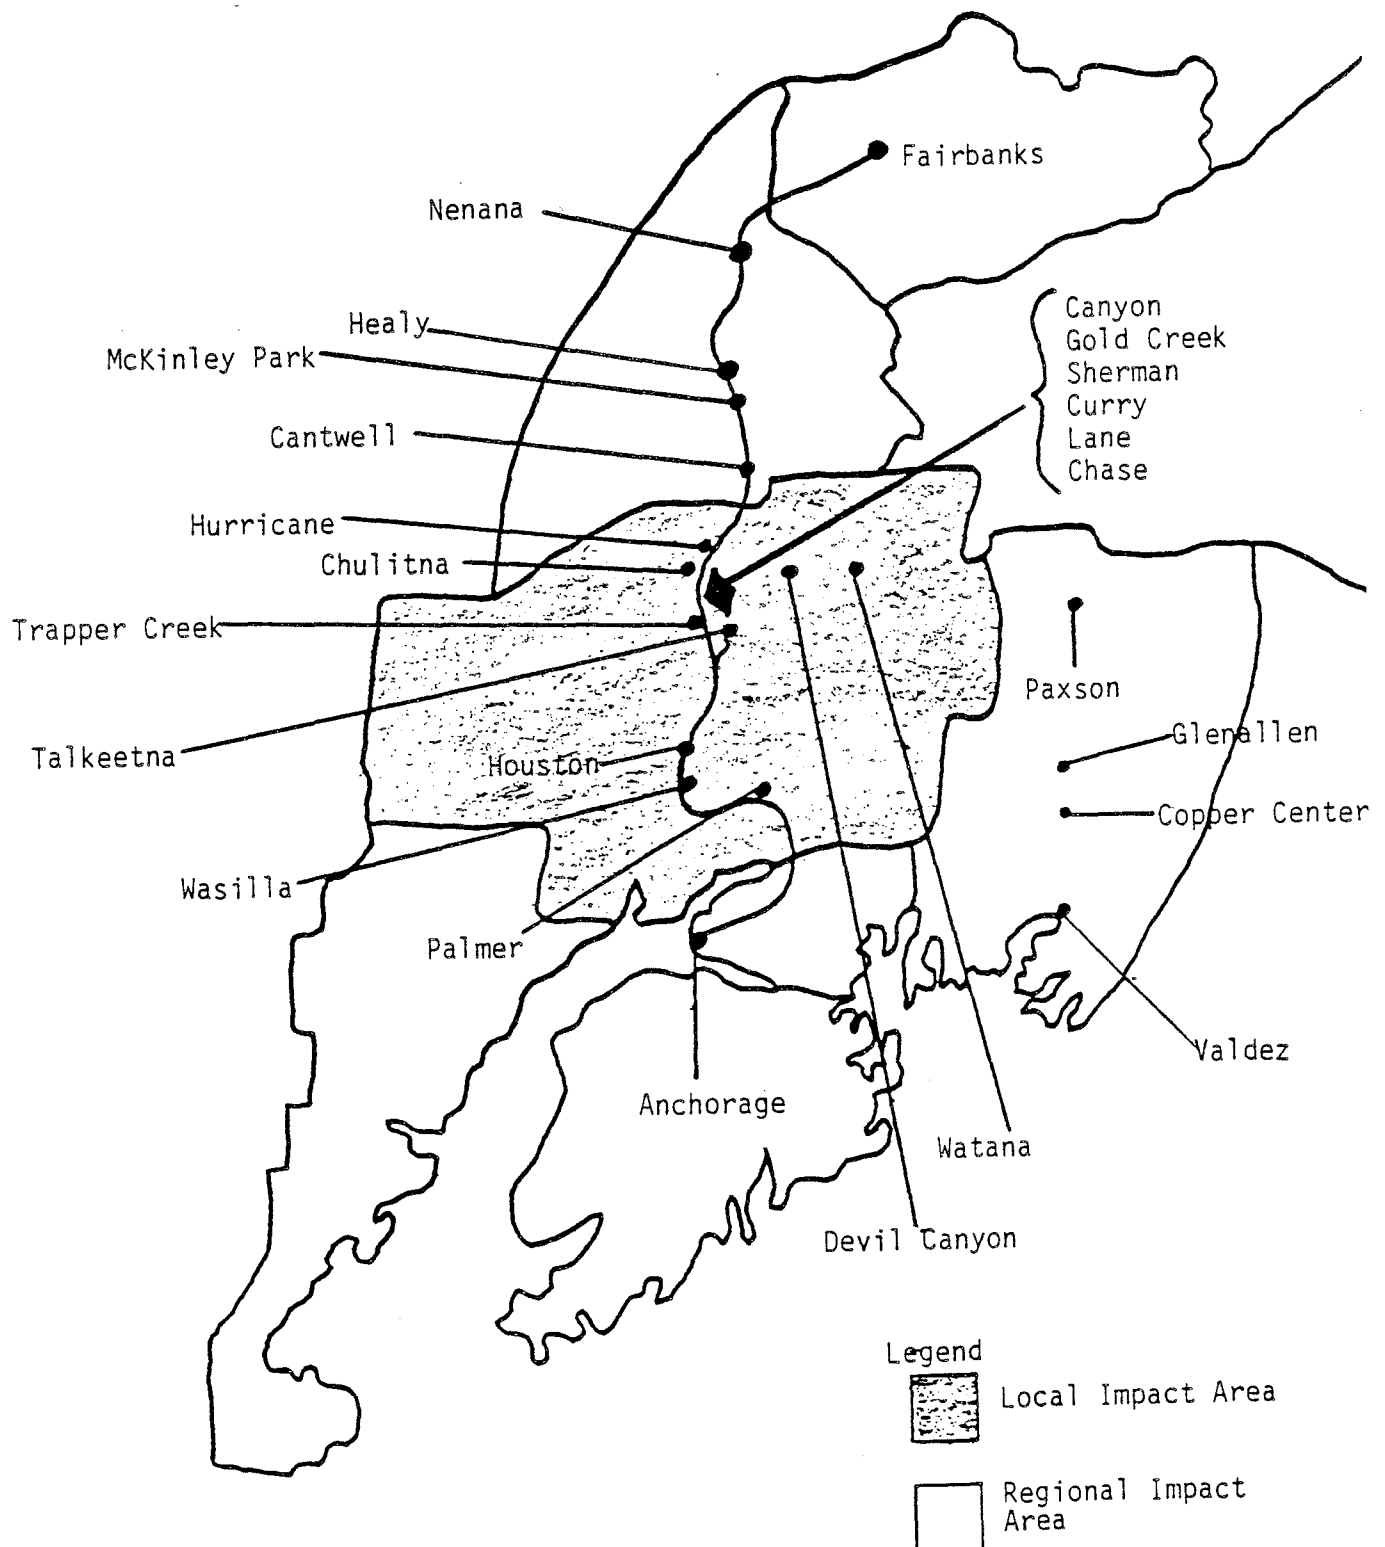 Fairbanks
Nenana
Canyon
Gold Creek
Sherman
Curry
Lane
Chase
Healy
McKinley Park
Cantwell
Hurricane
Chulitna
Trapper Creek
Paxson
Talkeetna
Houston
Glenallen
Copper Center
Wasilla
Palmer
Valdez
Anchorage
Watana
Devil Canyon
Legend
Local Impact Area
Regional Impact
Area